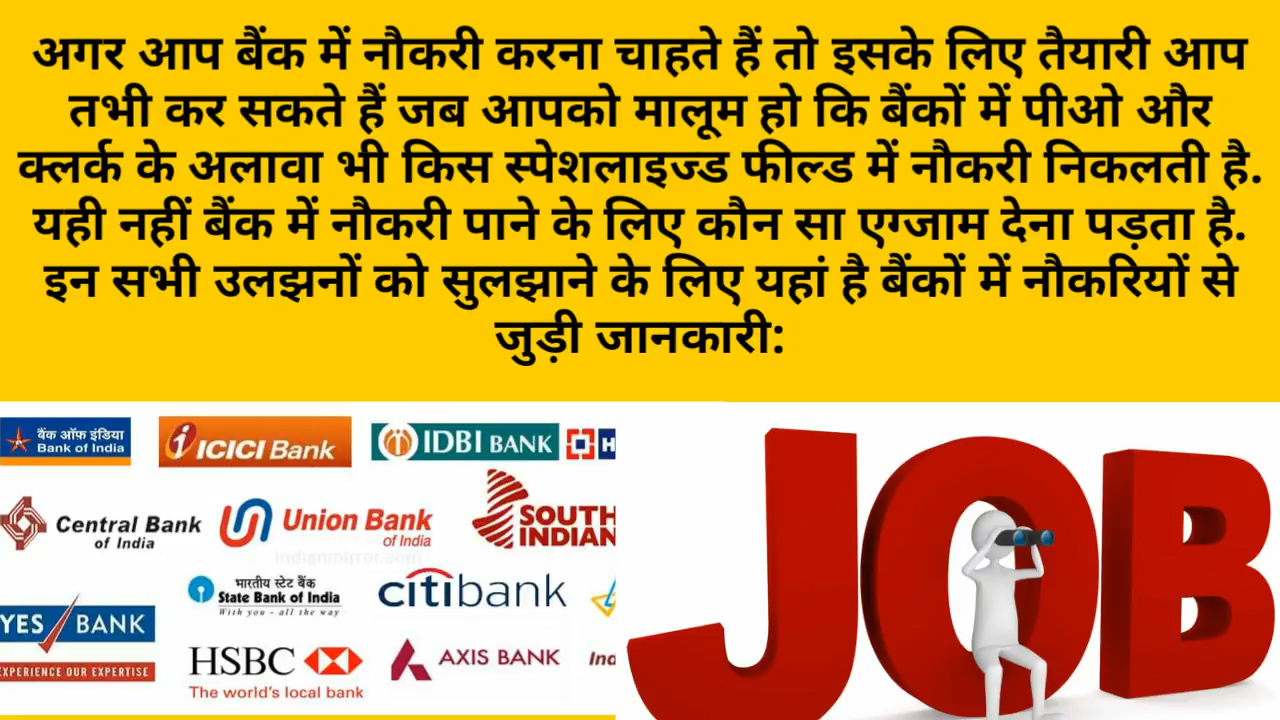 अगर आप बैंक में नौकरी करना चाहते हैं तो इसके लिए तैयारी आप
तभी कर सकते हैं जब आपको मालूम हो कि बैंकों में पीओ और
क्लर्क के अलावा भी किस स्पेशलाइज्ड फील्ड में नौकरी निकलती है.
यही नहीं बैंक में नौकरी पाने के लिए कौन सा एग्जाम देना पड़ता है.
इन सभी उलझनों को सुलझाने के लिए यहां है बैंकों में नौकरियों से
जुड़ी जानकारी:
बैंक ऑफ़ इंडिया
Bank of India
ICICI Bank
IDBI BANK
H
Central Bank
of India
Union Bank
of India
SOUTH
INDIAN
indianmirror.com
भारतीय स्टेट बैंक
State Bank of India
With you - all the way
citibank
YES BANK
EXPERIENCE OUR EXPERTISE
HSBC
The world's local bank
AXIS BANK
JOB